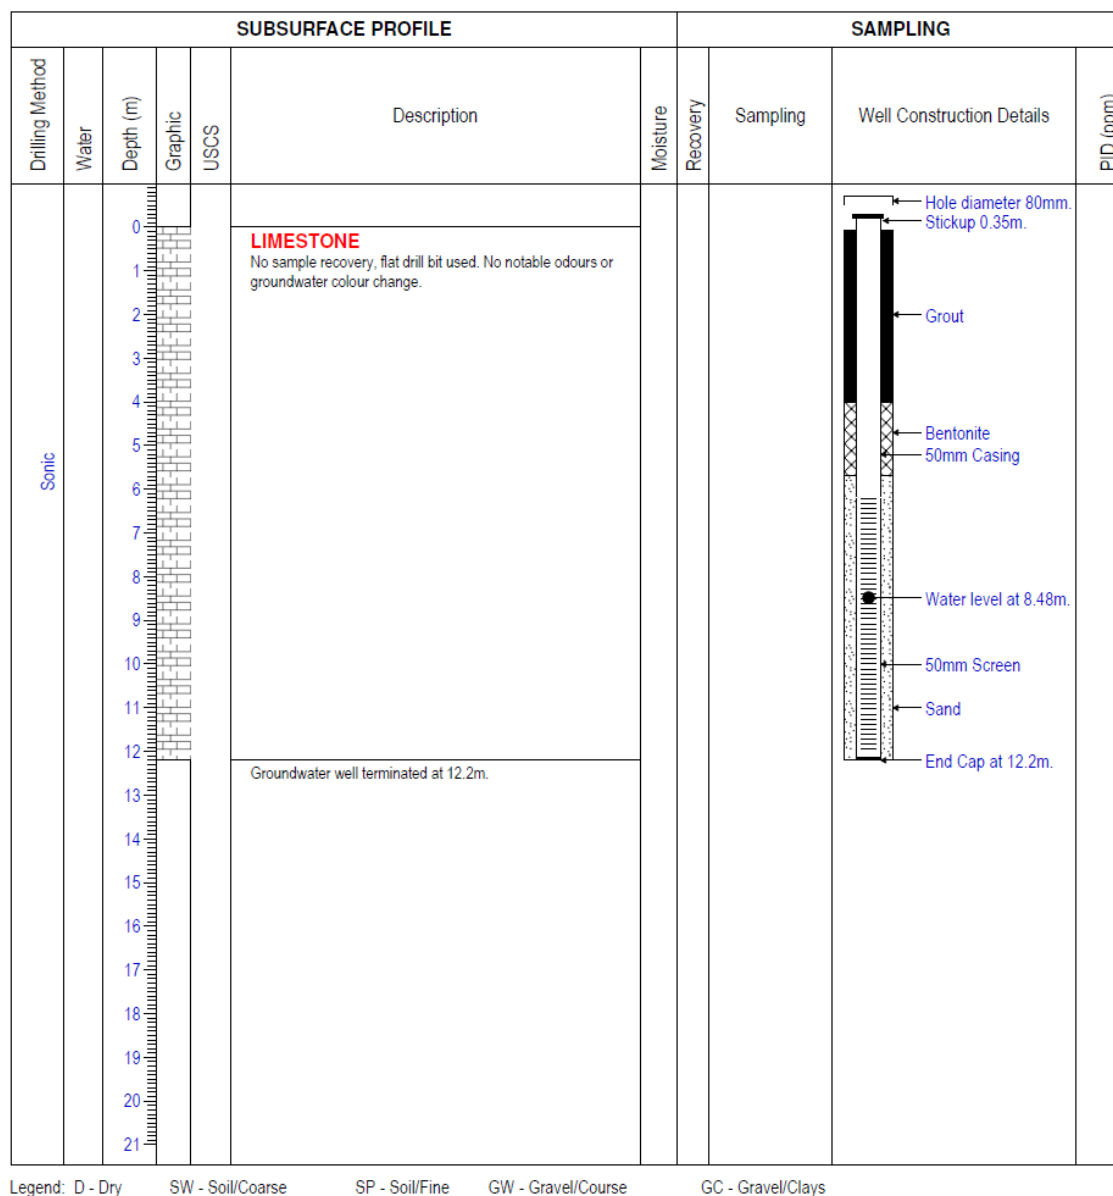 SUBSURFACE PROFILE
SAMPLING
Drilling Method
Water
Depth (m)
Graphic
USCS
Description
Moisture
Recovery
Sampling
Well Construction Details
PID (ppm)
Hole diameter 80mm.
Stickup 0.35m.
0
LIMESTONE
No sample recovery, flat drill bit used. No notable odours or
groundwater colour change.
1
2
Grout
3
4
Bentonite
5
50mm Casing
Sonic
6
7
8
Water level at 8.48m.
9
10
50mm Screen
11
Sand
12
End Cap at 12.2m.
Groundwater well terminated at 12.2m.
13
14
15
16
17
18
19
20
21
Legend: D - Dry SW - Soil/Coarse SP - Soil/Fine GW - Gravel/Course GC - Gravel/Clays